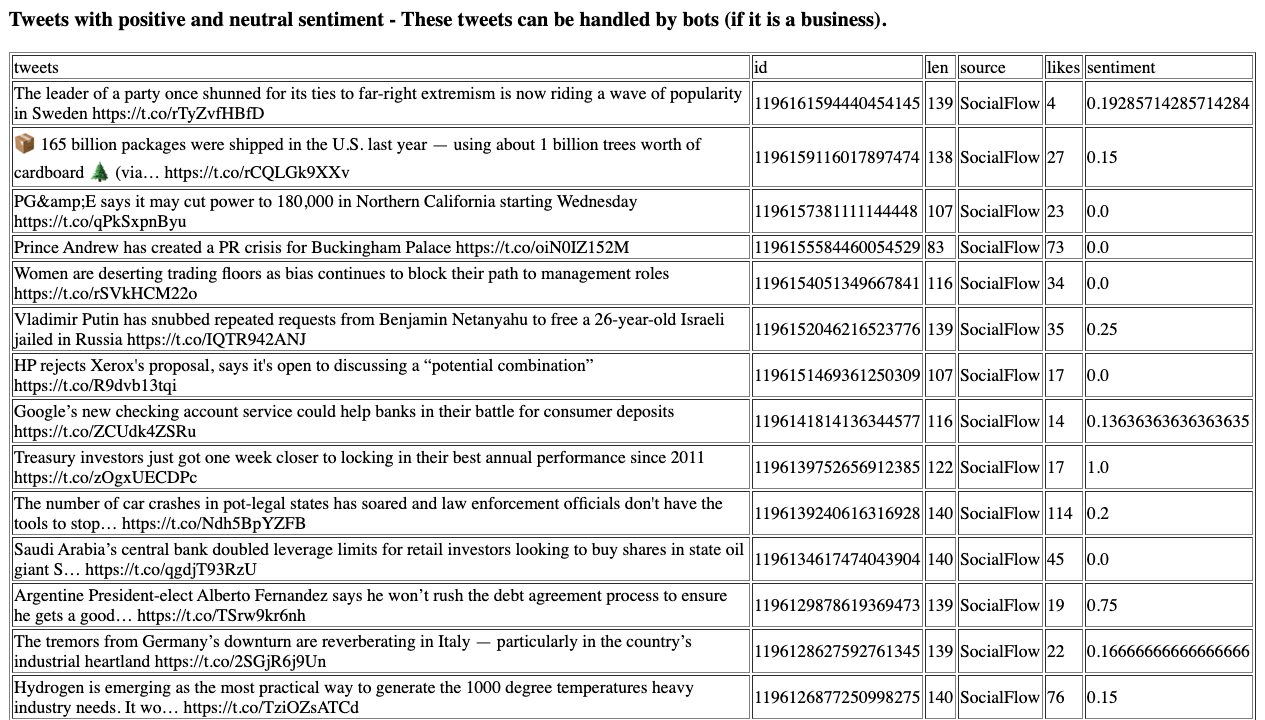 Tweets with positive and neutral sentiment - These tweets can be handled by bots (if it is a business).
tweets id len source likes sentiment
The leader of a party once shunned for its ties to far-right extremism is now riding a wave of popularity
in Sweden https://t.co/rTyZvfHBfD 1196161594440454145 139 SocialFlow 4 0.19285714285714284
📦 165 billion packages were shipped in the U.S. last year — using about 1 billion trees worth of
cardboard 🌲 (via… https://t.co/rCQLGk9XXv 1196159116017897474 138 SocialFlow 27 0.15
PG&amp;E says it may cut power to 180,000 in Northern California starting Wednesday
https://t.co/qPkSxpnByu 1196157381111144448 107 SocialFlow 23 0.0
Prince Andrew has created a PR crisis for Buckingham Palace https://t.co/oiN0IZ152M 1196155584460054529 83 SocialFlow 73 0.0
Women are deserting trading floors as bias continues to block their path to management roles
https://t.co/rSVkHCM22o 1196154051349667841 116 SocialFlow 34 0.0
Vladimir Putin has snubbed repeated requests from Benjamin Netanyahu to free a 26-year-old Israeli
jailed in Russia https://t.co/IQTR942ANJ 1196152046216523776 139 SocialFlow 35 0.25
HP rejects Xerox's proposal, says it's open to discussing a “potential combination”
https://t.co/R9dvb13tqi 1196151469361250309 107 SocialFlow 17 0.0
Google’s new checking account service could help banks in their battle for consumer deposits
https://t.co/ZCUdk4ZSRu 1196141814136344577 116 SocialFlow 14 0.13636363636363635
Treasury investors just got one week closer to locking in their best annual performance since 2011
https://t.co/zOgxUECDPc 1196139752656912385 122 SocialFlow 17 1.0
The number of car crashes in pot-legal states has soared and law enforcement officials don't have the
tools to stop… https://t.co/Ndh5BpYZFB 1196139240616316928 140 SocialFlow 114 0.2
Saudi Arabia’s central bank doubled leverage limits for retail investors looking to buy shares in state oil
giant S… https://t.co/qgdjT93RzU 1196134617474043904 140 SocialFlow 45 0.0
Argentine President-elect Alberto Fernandez says he won’t rush the debt agreement process to ensure
he gets a good… https://t.co/TSrw9kr6nh 1196129878619369473 139 SocialFlow 19 0.75
The tremors from Germany’s downturn are reverberating in Italy — particularly in the country’s
industrial heartland https://t.co/2SGjR6j9Un 1196128627592761345 139 SocialFlow 22 0.16666666666666666
Hydrogen is emerging as the most practical way to generate the 1000 degree temperatures heavy
industry needs. It wo… https://t.co/TziOZsATCd 1196126877250998275 140 SocialFlow 76 0.15